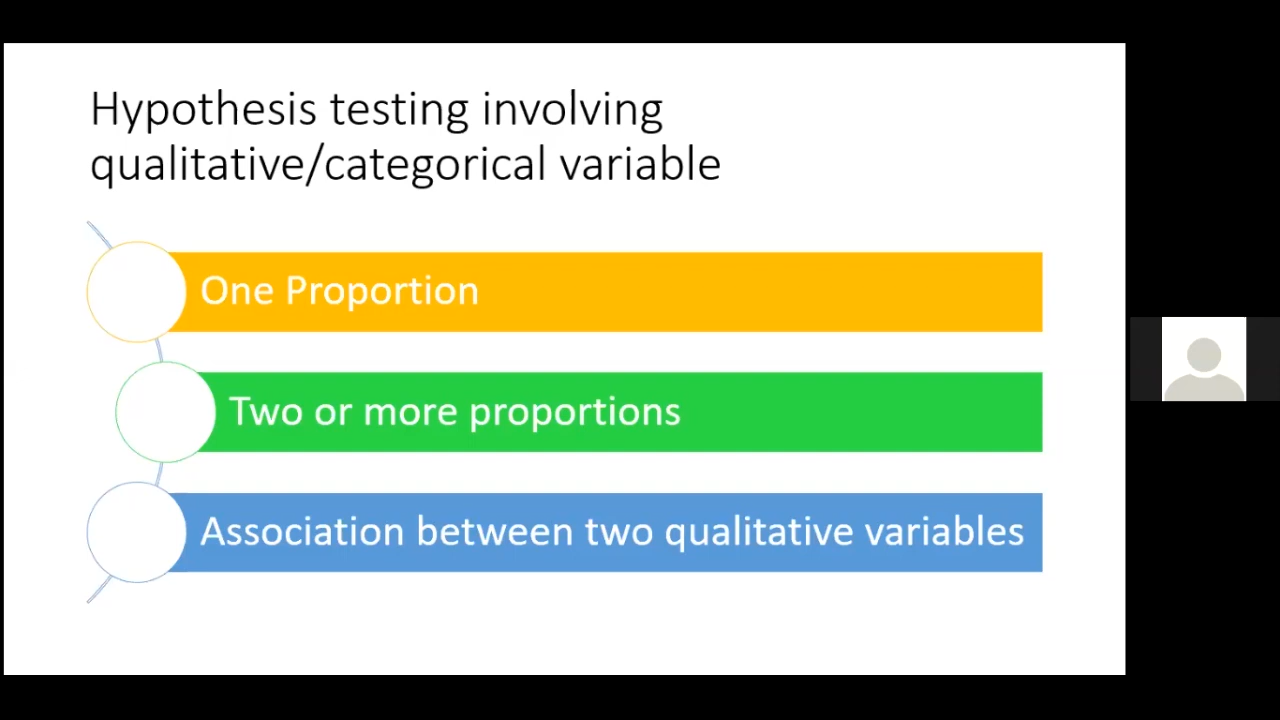 Hypothesis testing involving
qualitative/categorical variable
One Proportion
Two or more proportions
Association between two qualitative variables